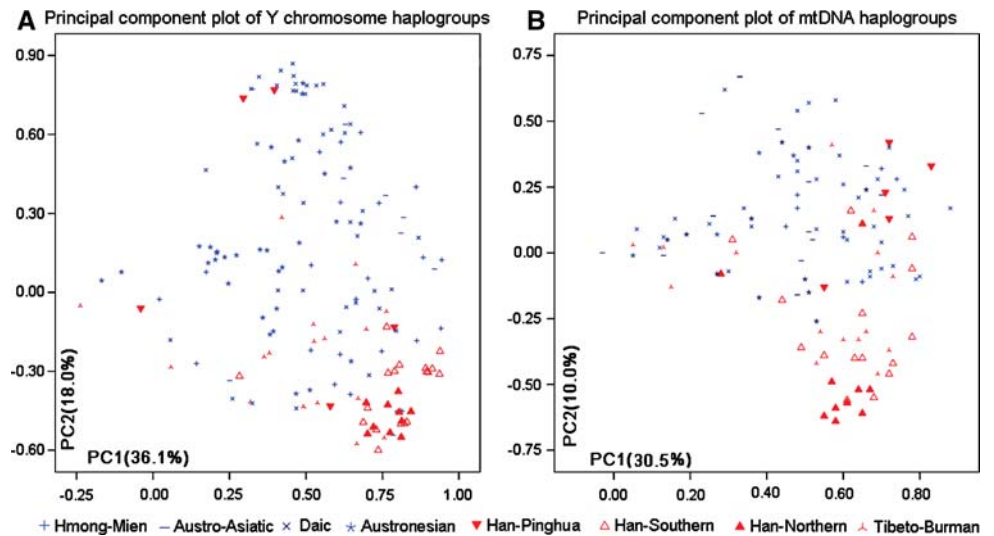 A Principal component plot of Y chromosome haplogroups
0.90
0.60
0.30
0.00
-0.30
-0.60
PC2(18.0%)
PC1(36.1%)
-0.25 0.00 0.25 0.50 0.75 1.00
B Principal component plot of mtDNA haplogroups
0.75
0.50
0.25
0.00
-0.25
-0.50
-0.75
PC2(10.0%)
PC1(30.5%)
0.00 0.20 0.40 0.60 0.80
Hmong-Mien Austro-Asiatic Daic Austronesian Han-Pinghua Han-Southern Han-Northern Tibeto-Burman